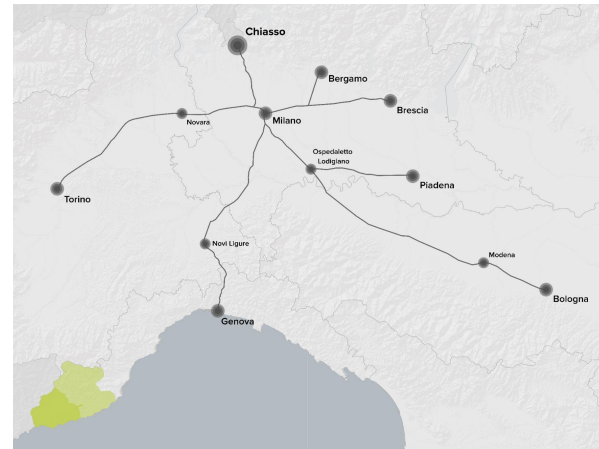 Chiasso
Bergamo
Brescia
Novara
Milano
Ospedaletto
Lodigiano
Piadena
Torino
Novi Ligure
Modena
Bologna
Genova